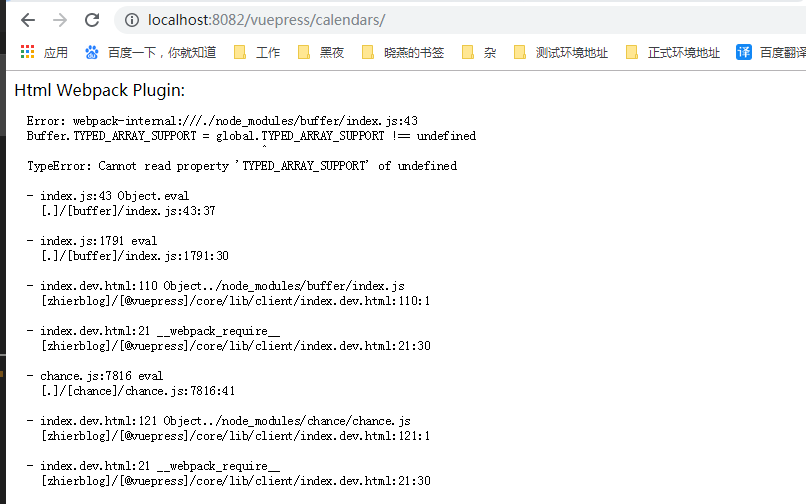 localhost:8082/vuepress/calendars/
应用 百度一下，你就知道 工作 黑夜 晓燕的书签 杂 测试环境地址 正式环境地址 译 百度翻译
Html Webpack Plugin:
Error: webpack-internal:///./node_modules/buffer/index.js:43
Buffer.TYPED_ARRAY_SUPPORT = global.TYPED_ARRAY_SUPPORT !== undefined
^
TypeError: Cannot read property 'TYPED_ARRAY_SUPPORT' of undefined
- index.js:43 Object.eval
[.]/[buffer]/index.js:43:37
- index.js:1791 eval
[.]/[buffer]/index.js:1791:30
- index.dev.html:110 Object../node_modules/buffer/index.js
[zhierblog]/[@vuepress]/core/lib/client/index.dev.html:110:1
- index.dev.html:21 __webpack_require__
[zhierblog]/[@vuepress]/core/lib/client/index.dev.html:21:30
- chance.js:7816 eval
[.]/[chance]/chance.js:7816:41
- index.dev.html:121 Object../node_modules/chance/chance.js
[zhierblog]/[@vuepress]/core/lib/client/index.dev.html:121:1
- index.dev.html:21 __webpack_require__
[zhierblog]/[@vuepress]/core/lib/client/index.dev.html:21:30